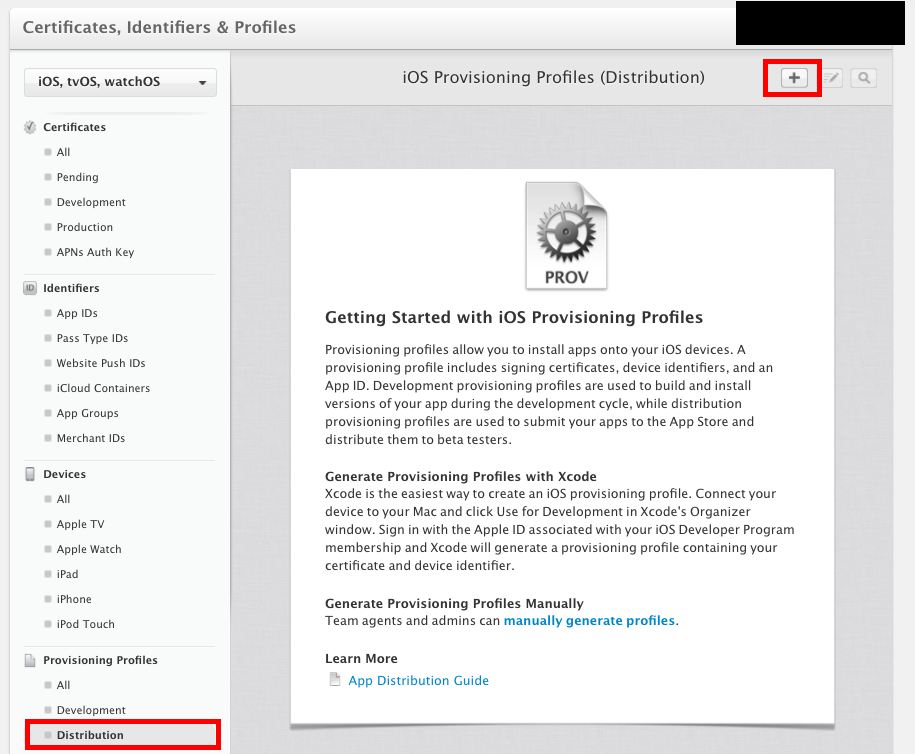 Certificates, Identifiers & Profiles
iOS, tvOS, watchOS
iOS Provisioning Profiles (Distribution)
Certificates
All
Pending
Development
Production
APNs Auth Key
ID
Identifiers
App IDs
Pass Type IDs
Website Push IDs
iCloud Containers
App Groups
Merchant IDs
Devices
All
Apple TV
Apple Watch
iPad
iPhone
iPod Touch
Provisioning Profiles
All
Development
Distribution
PROV
Getting Started with iOS Provisioning Profiles
Provisioning profiles allow you to install apps onto your iOS devices. A
provisioning profile includes signing certificates, device identifiers, and an
App ID. Development provisioning profiles are used to build and install
versions of your app during the development cycle, while distribution
provisioning profiles are used to submit your apps to the App Store and
distribute them to beta testers.
Generate Provisioning Profiles with Xcode
Xcode is the easiest way to create an iOS provisioning profile. Connect your
device to your Mac and click Use for Development in Xcode's Organizer
window. Sign in with the Apple ID associated with your iOS Developer Program
membership and Xcode will generate a provisioning profile containing your
certificate and device identifier.
Generate Provisioning Profiles Manually
Team agents and admins can manually generate profiles.
Learn More
App Distribution Guide